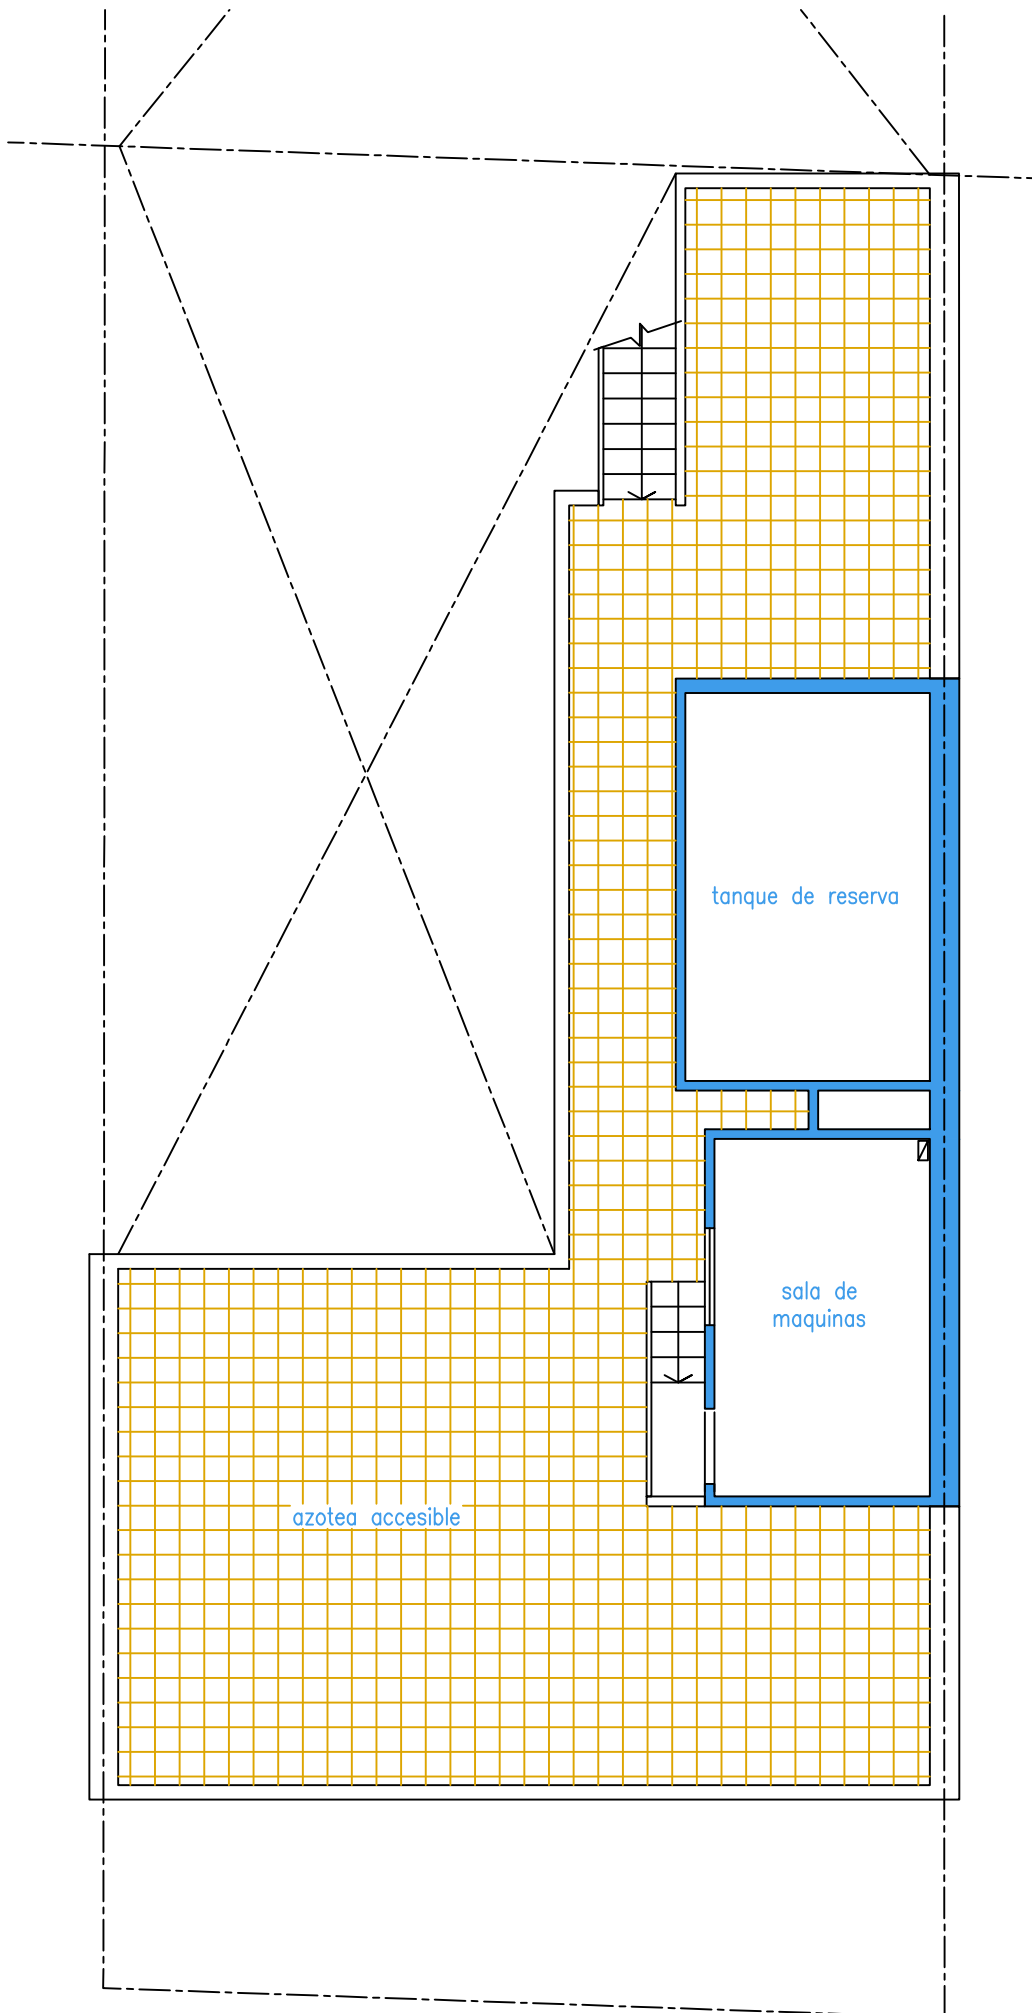 tanque de reserva
sala de
maquinas
azotea accesible